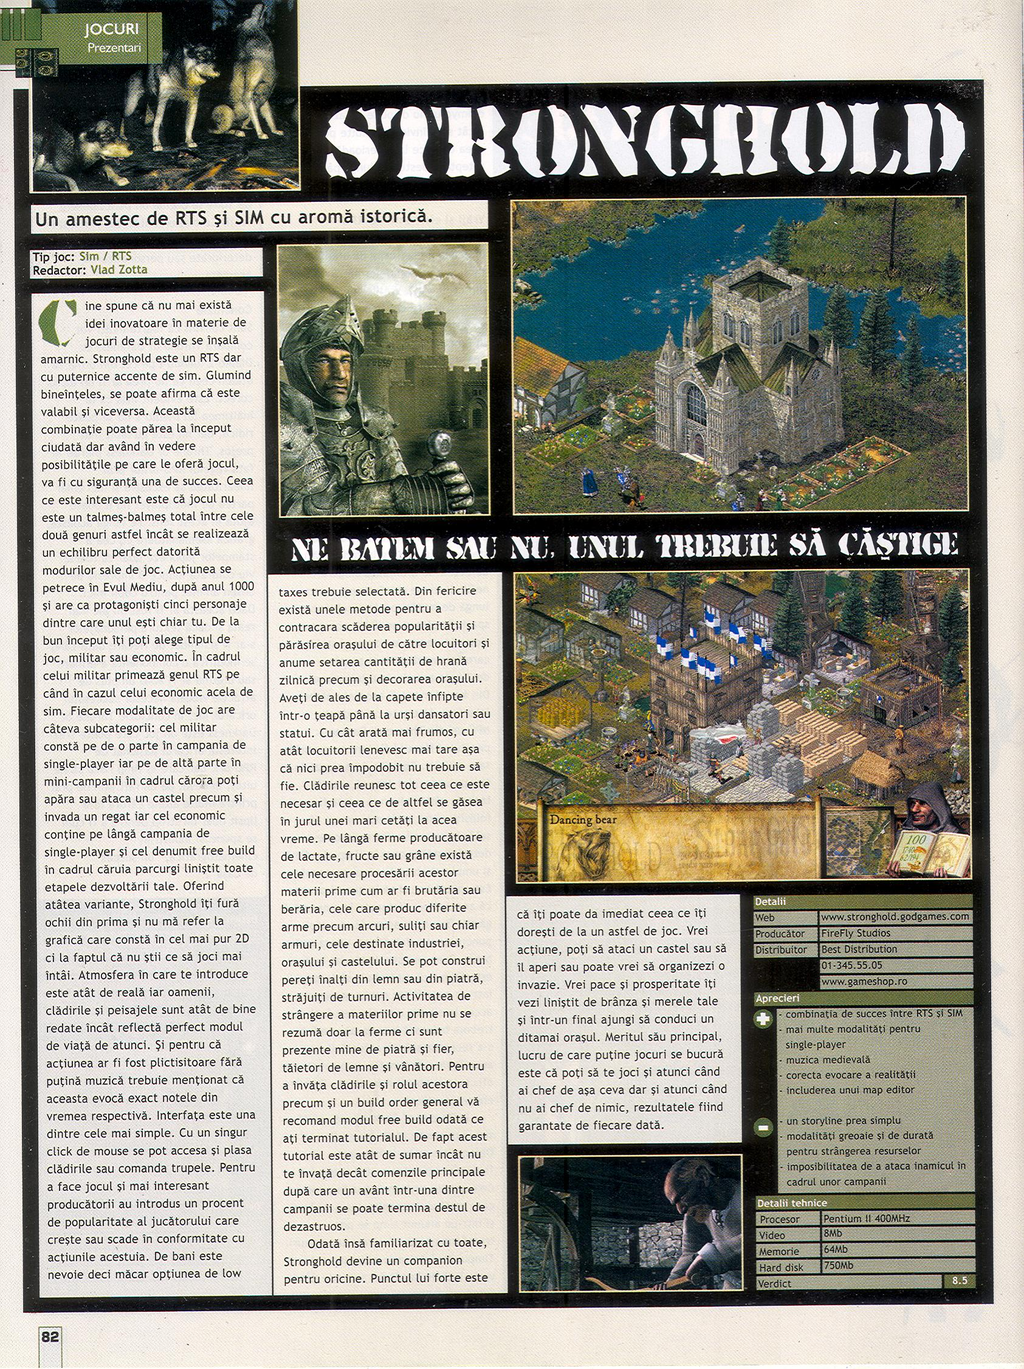 JOCURI
Prezentari
STRONGHOLD
Un amestec de RTS şi SIM cu aromă istorică.
Tip joc: Sim / RTS
Redactor: Vlad Zotta
Cine spune că nu mai există
idei inovatoare în materie de
jocuri de strategie se înşală
amarnic. Stronghold este un RTS dar
cu puternice accente de sim. Glumind
bineînţeles, se poate afirma că este
valabil şi viceversa. Această
combinaţie poate părea la început
ciudată dar având în vedere
posibilităţile pe care le oferă jocul,
va fi cu siguranţă una de succes. Ceea
ce este interesant este că jocul nu
este un talmeş-balmeş total între cele
două genuri astfel încât se realizează
un echilibru perfect datorită
modurilor sale de joc. Acţiunea se
petrece în Evul Mediu, după anul 1000
şi are ca protagonişti cinci personaje
dintre care unul eşti chiar tu. De la
bun început îţi poţi alege tipul de
joc, militar sau economic. În cadrul
celui militar primează genul RTS pe
când în cazul celui economic acela de
sim. Fiecare modalitate de joc are
câteva subcategorii: cel militar
constă pe de o parte în campania de
single-player iar pe de altă parte în
mini-campanii în cadrul cărora poţi
apăra sau ataca un castel precum şi
invada un regat iar cel economic
conţine pe lângă campania de
single-player şi cel denumit free build
în cadrul căruia parcurgi liniştit toate
etapele dezvoltării tale. Oferind
atâtea variante, Stronghold îţi fură
ochii din prima şi nu mă refer la
grafică care constă în cel mai pur 2D
ci la faptul că nu ştii ce să joci mai
întâi. Atmosfera în care te introduce
este atât de reală iar oamenii,
clădirile şi peisajele sunt atât de bine
redate încât reflectă perfect modul
de viaţă de atunci. Şi pentru că
acţiunea ar fi fost plictisitoare fără
puţină muzică trebuie menţionat că
aceasta evocă exact notele din
vremea respectivă. Interfaţa este una
dintre cele mai simple. Cu un singur
click de mouse se pot accesa şi plasa
clădirile sau comanda trupele. Pentru
a face jocul şi mai interesant
producătorii au introdus un procent
de popularitate al jucătorului care
creşte sau scade în conformitate cu
acţiunile acestuia. De bani este
nevoie deci măcar opţiunea de low
NE BATEM SAU NU, UNUL TREBUIE SĂ CÂŞTIGE
taxes trebuie selectată. Din fericire
există unele metode pentru a
contracara scăderea popularităţii şi
părăsirea oraşului de către locuitori şi
anume setarea cantităţii de hrană
zilnică precum şi decorarea oraşului.
Aveţi de ales de la capete înfipte
într-o ţeapă până la urşi dansatori sau
statui. Cu cât arată mai frumos, cu
atât locuitorii lenevesc mai tare aşa
că nici prea împodobit nu trebuie să
fie. Clădirile reunesc tot ceea ce este
necesar şi ceea ce de altfel se găsea
în jurul unei mari cetăţi la acea
vreme. Pe lângă ferme producătoare
de lactate, fructe sau grâne există
cele necesare procesării acestor
materii prime cum ar fi brutăria sau
berăria, cele care produc diferite
arme precum arcuri, suliţi sau chiar
armuri, cele destinate industriei,
oraşului şi castelului. Se pot construi
pereţi înalţi din lemn sau din piatră,
străjuiţi de turnuri. Activitatea de
strângere a materiilor prime nu se
rezumă doar la ferme ci sunt
prezente mine de piatră şi fier,
tăietori de lemne şi vânători. Pentru
a învăţa clădirile şi rolul acestora
precum şi un build order general vă
recomand modul free build odată ce
aţi terminat tutorialul. De fapt acest
tutorial este atât de sumar încât nu
te învaţă decât comenzile principale
după care un avânt într-una dintre
campanii se poate termina destul de
dezastruos.
Odată însă familiarizat cu toate,
Stronghold devine un companion
pentru oricine. Punctul lui forte este
Dancing bear
100
că îţi poate da imediat ceea ce îţi
doreşti de la un astfel de joc. Vrei
acţiune, poţi să ataci un castel sau să
îl aperi sau poate vrei să organizezi o
invazie. Vrei pace şi prosperitate îţi
vezi liniştit de brânza şi merele tale
şi într-un final ajungi să conduci un
ditamai oraşul. Meritul său principal,
lucru de care puţine jocuri se bucură
este că poţi să te joci şi atunci când
ai chef de aşa ceva dar şi atunci când
nu ai chef de nimic, rezultatele fiind
garantate de fiecare dată.
Detalii
Web www.stronghold.godgames.com
Producător FireFly Studios
Distribuitor Best Distribution
01-345.55.05
www.gameshop.ro
Aprecieri
- combinaţia de succes între RTS şi SIM
- mai multe modalităţi pentru
single-player
- muzica medievală
- corecta evocare a realităţii
- includerea unui map editor
- un storyline prea simplu
- modalităţi greoaie şi de durată
pentru strângerea resurselor
- imposibilitatea de a ataca inamicul în
cadrul unor campanii
Detalii tehnice
Procesor Pentium II 400MHz
Video 8Mb
Memorie 64Mb
Hard disk 750Mb
Verdict 8.5
82